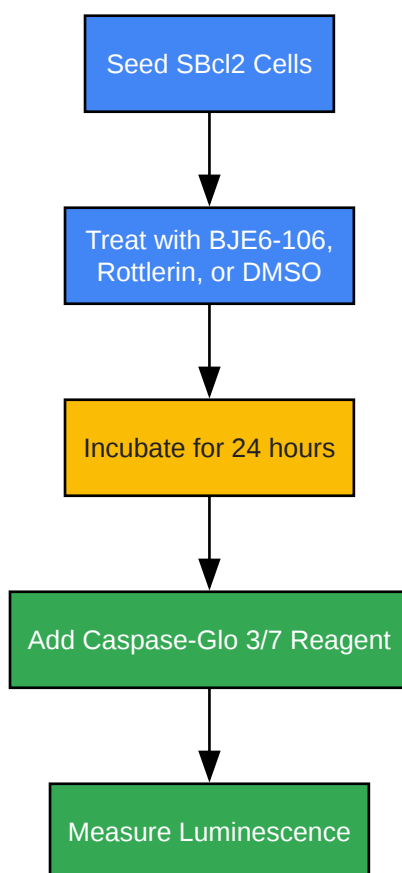 Seed SBcl2 Cells
Treat with BJE6-106,
Rottlerin, or DMSO
Incubate for 24 hours
Add Caspase-Glo 3/7 Reagent
Measure Luminescence